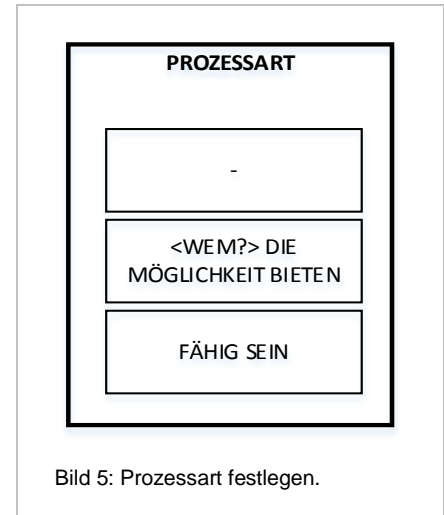 PROZESSART
-
<WEM?> DIE
MÖGLICHKEIT BIETEN
FÄHIG SEIN
Bild 5: Prozessart festlegen.